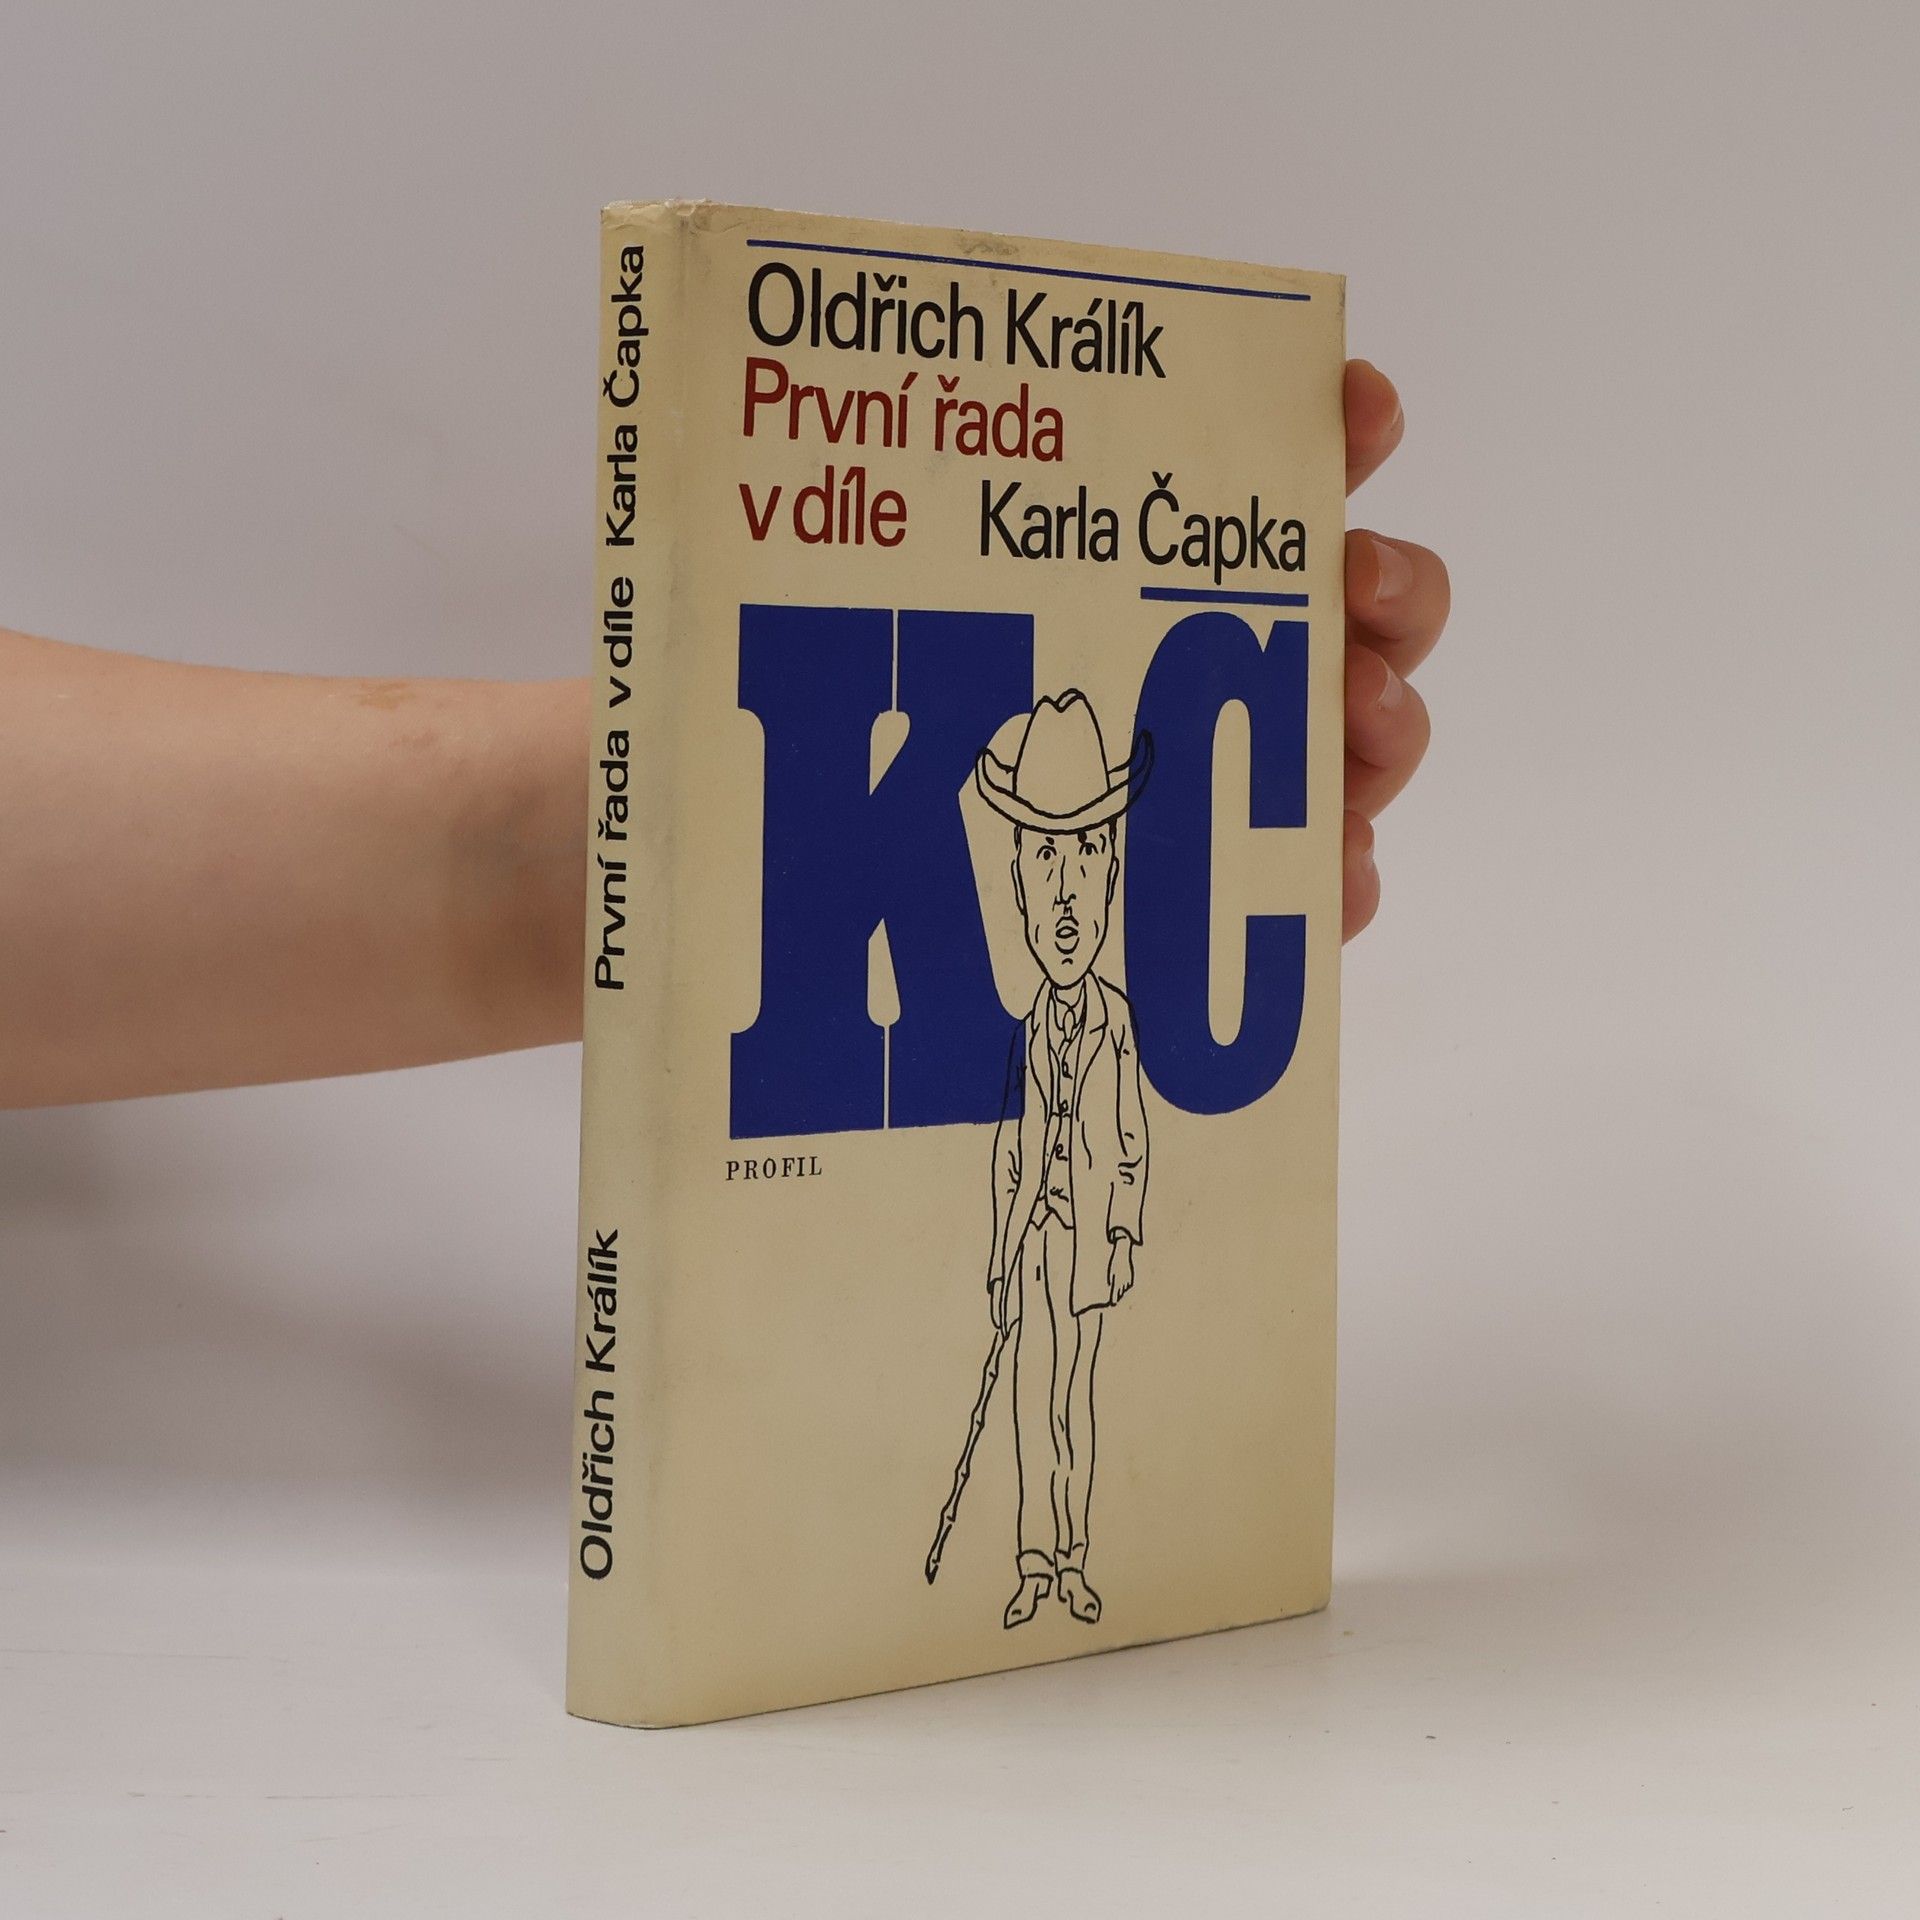 Oldřich Králík
První řada
v díle Karla Čapka
KČ
PROFIL
Oldřich Králík První řada v díle Karla Čapka